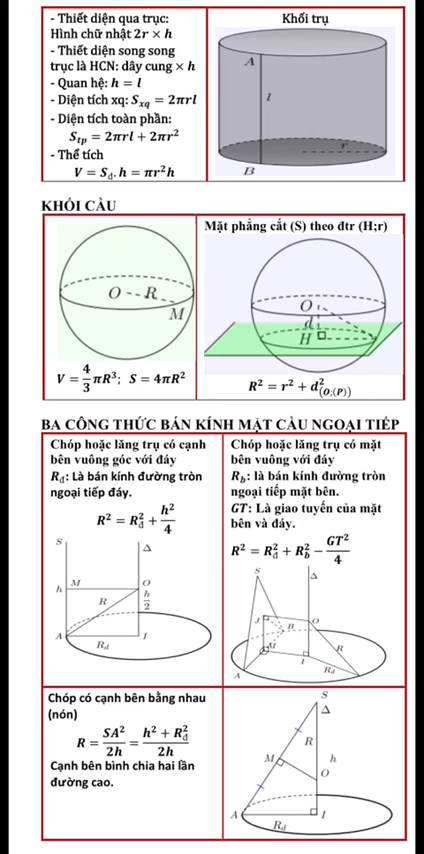 - Thiết diện qua trục:
Hình chữ nhật 2r × h
- Thiết diện song song
trục là HCN: dây cung × h
- Quan hệ: h = l
- Diện tích xq: S_{xq} = 2πrl
- Diện tích toàn phần:
S_{tp} = 2πrl + 2πr²
- Thể tích
V = S_đ. h = πr²h
Khối trụ
A
l
r
B
KHỐI CẦU
O
R
M
V = 4/3 πR³; S = 4πR²
Mặt phẳng cắt (S) theo đtr (H;r)
O
d
H
R² = r² + d²_{(O;(P))}
BA CÔNG THỨC BÁN KÍNH MẶT CẦU NGOẠI TIẾP
Chóp hoặc lăng trụ có cạnh
bên vuông góc với đáy
R_đ: Là bán kính đường tròn
ngoại tiếp đáy.
R² = R_đ² + h²/4
S
Δ
h
M
O
R
h/2
A
I
R_d
Chóp hoặc lăng trụ có mặt
bên vuông với đáy
R_b: là bán kính đường tròn
ngoại tiếp mặt bên.
GT: Là giao tuyến của mặt
bên và đáy.
R² = R_đ² + R_b² − GT²/4
S
Δ
J
B
O
M
R
I
R_d
A
Chóp có cạnh bên bằng nhau
(nón)
R = SA²/2h = (h² + R_đ²)/2h
Cạnh bên bình chia hai lần
đường cao.
S
Δ
R
M
h
O
A
I
R_d